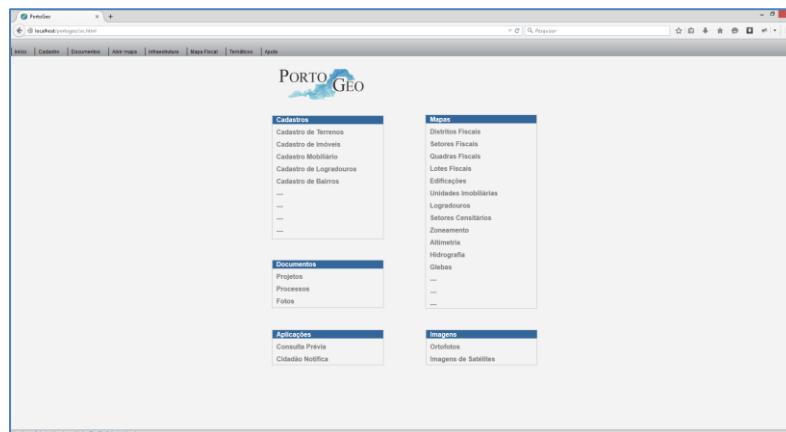 PortoGeo
localhost/portogeo/sic.html
Pesquisar
Início Cadastro Documentos Abrir mapa Infraestrutura Mapa Fiscal Temáticos Ajuda
PORTO GEO
Cadastros
Cadastro de Terrenos
Cadastro de Imóveis
Cadastro Mobiliário
Cadastro de Logradouros
Cadastro de Bairros
---
---
---
---
Documentos
Projetos
Processos
Fotos
Aplicações
Consulta Prévia
Cidadão Notifica
Mapas
Distritos Fiscais
Setores Fiscais
Quadras Fiscais
Lotes Fiscais
Edificações
Unidades Imobiliárias
Logradouros
Setores Censitários
Zoneamento
Altimetria
Hidrografia
Glebas
---
---
---
Imagens
Ortofotos
Imagens de Satélites